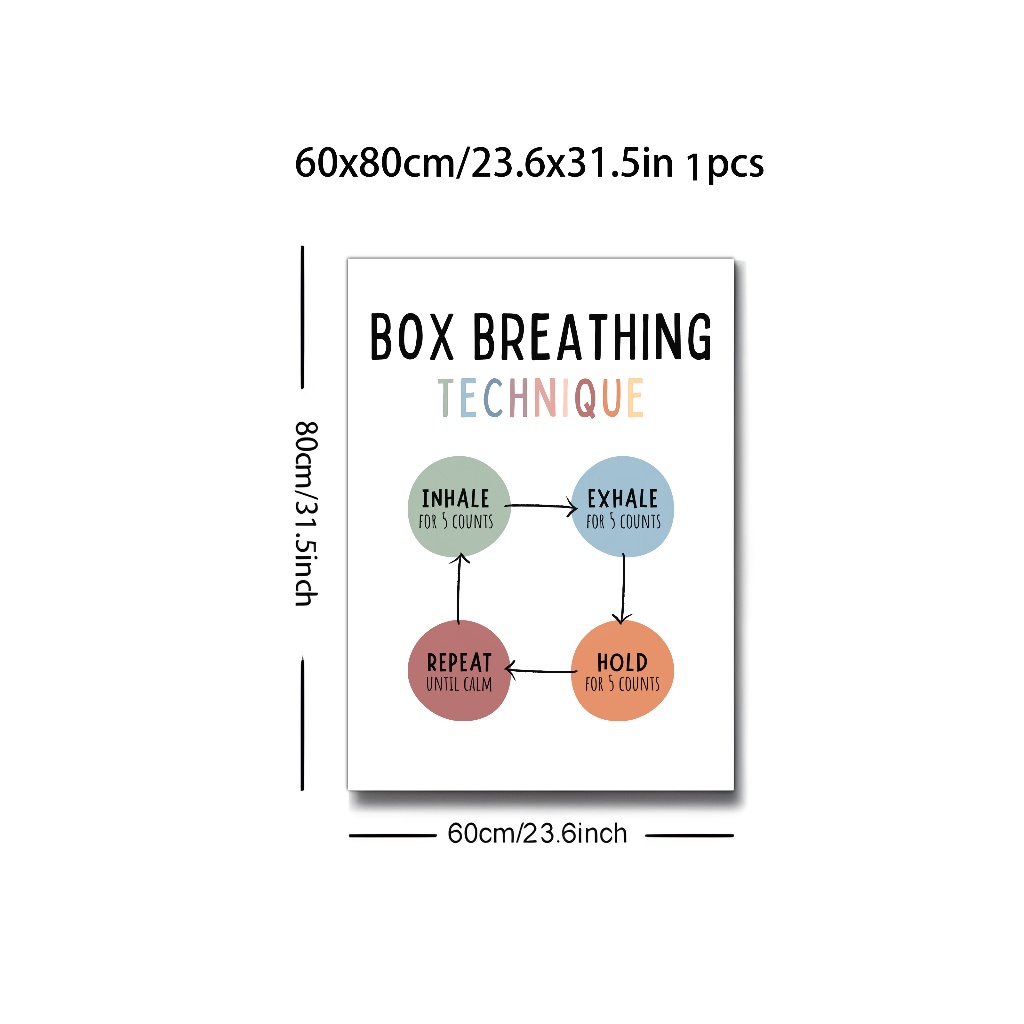 60x80cm/23.6x31.5in 1pcs
BOX BREATHING
TECHNIQUE
INHALE
FOR 5 COUNTS
EXHALE
FOR 5 COUNTS
REPEAT
UNTIL CALM
HOLD
FOR 5 COUNTS
80cm/31.5inch
60cm/23.6inch